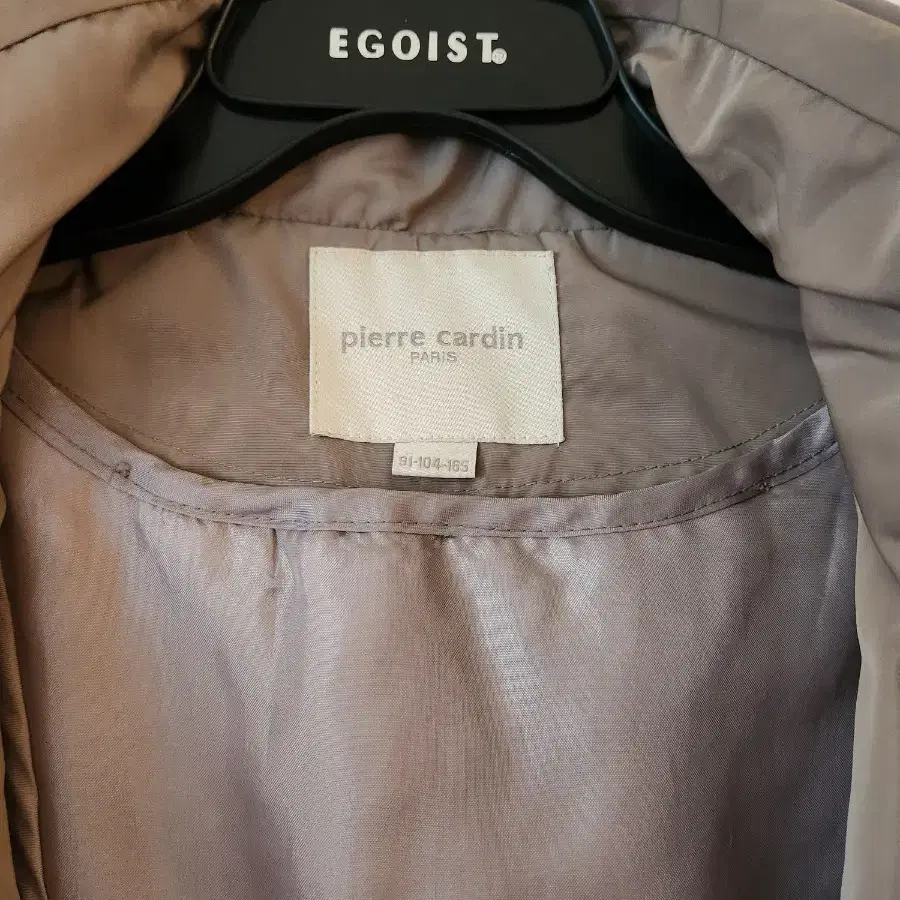 EGOIST®
pierre cardin
PARIS
91-104-165